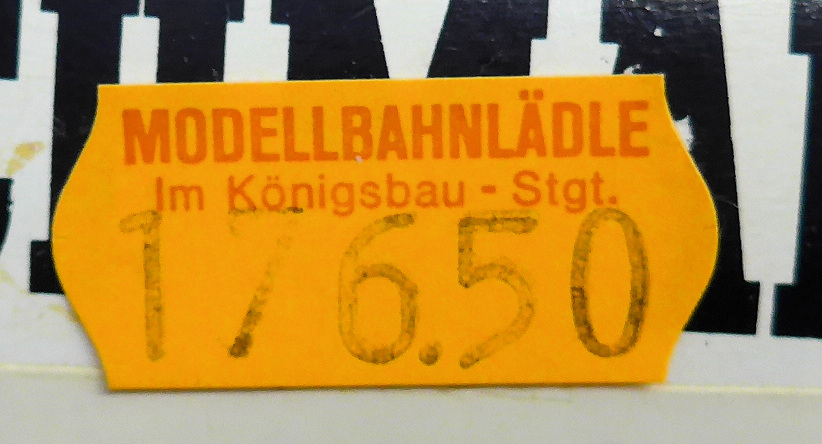 MODELLBAHNLÄDLE
Im Königsbau - Stgt.
176.50